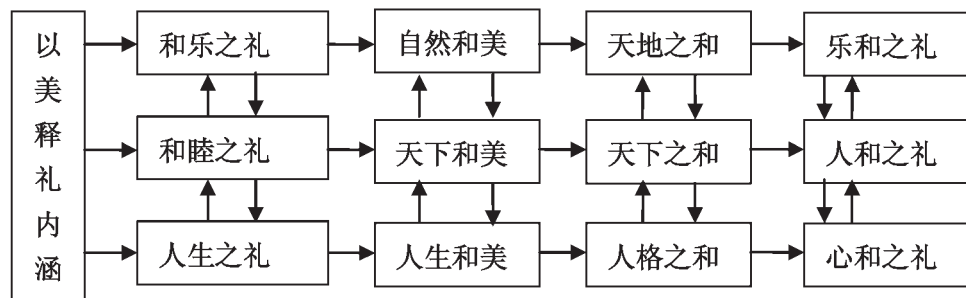 以美释礼内涵
和乐之礼 自然和美 天地之和 乐和之礼
和睦之礼 天下和美 天下之和 人和之礼
人生之礼 人生和美 人格之和 心和之礼